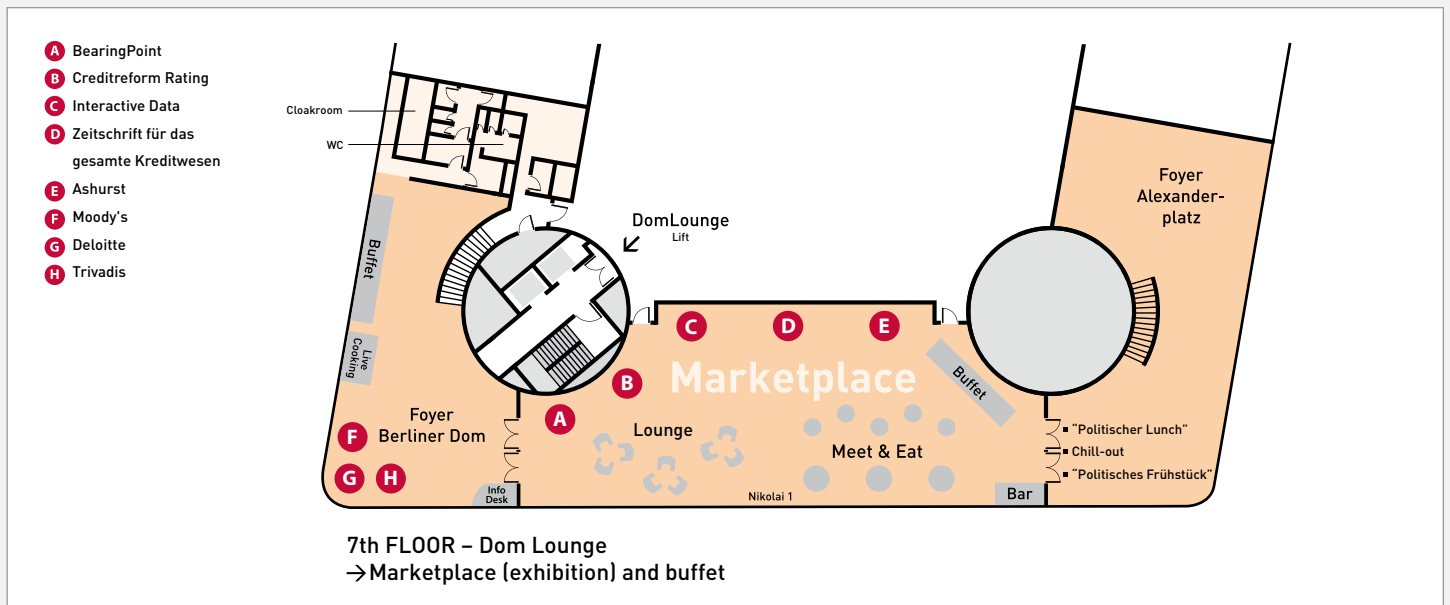 A BearingPoint
B Creditreform Rating
C Interactive Data
D Zeitschrift für das
gesamte Kreditwesen
E Ashurst
F Moody's
G Deloitte
H Trivadis
Cloakroom
WC
Buffet
Live
Cooking
DomLounge
Lift
Foyer
Alexander-
platz
C
D
E
Marketplace
B
A
Buffet
Foyer
Berliner Dom
F
G
H
Info
Desk
Lounge
Meet & Eat
Nikolai 1
Bar
"Politischer Lunch"
Chill-out
"Politisches Frühstück"
7th FLOOR – Dom Lounge
→Marketplace (exhibition) and buffet